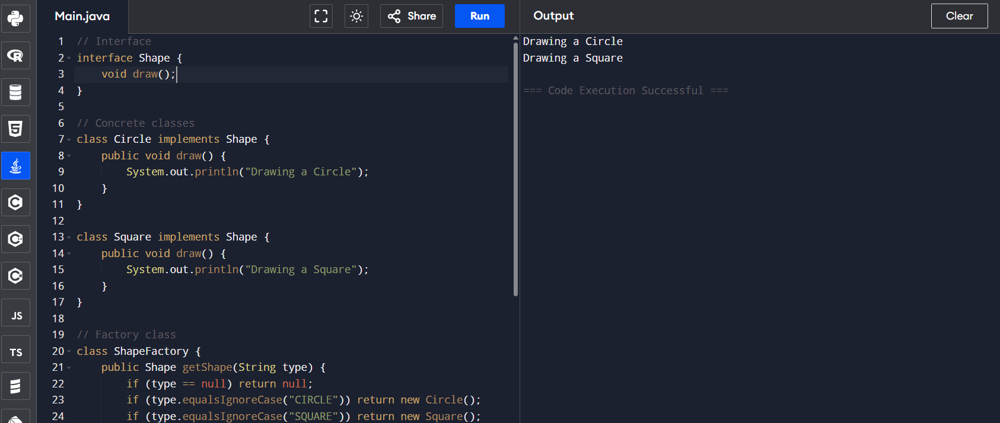 Main.java
Share
Run
Output
Clear
1 // Interface
2 interface Shape {
3     void draw();
4 }
5
6 // Concrete classes
7 class Circle implements Shape {
8     public void draw() {
9         System.out.println("Drawing a Circle");
10     }
11 }
12
13 class Square implements Shape {
14     public void draw() {
15         System.out.println("Drawing a Square");
16     }
17 }
18
19 // Factory class
20 class ShapeFactory {
21     public Shape getShape(String type) {
22         if (type == null) return null;
23         if (type.equalsIgnoreCase("CIRCLE")) return new Circle();
24         if (type.equalsIgnoreCase("SQUARE")) return new Square();
Drawing a Circle
Drawing a Square
=== Code Execution Successful ===
R
5
C
C++
C#
JS
TS